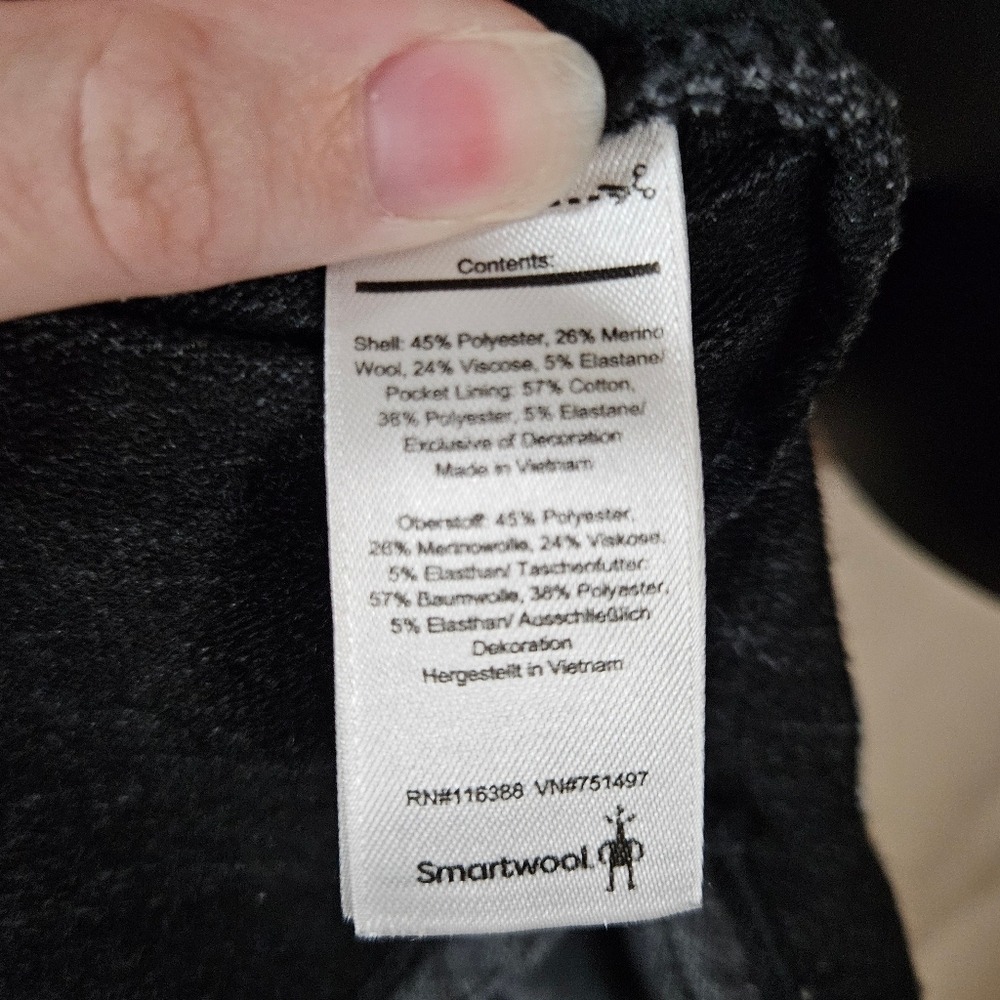 Contents:
Shell: 45% Polyester, 26% Merino
Wool, 24% Viscose, 5% Elastane/
Pocket Lining: 57% Cotton,
38% Polyester, 5% Elastane/
Exclusive of Decoration
Made in Vietnam
Oberstoff: 45% Polyester,
26% Merinowolle, 24% Viskose,
5% Elasthan/ Taschenfutter:
57% Baumwolle, 38% Polyester,
5% Elasthan/ Ausschließlich
Dekoration
Hergestellt in Vietnam
RN#116388 VN#751497
Smartwool